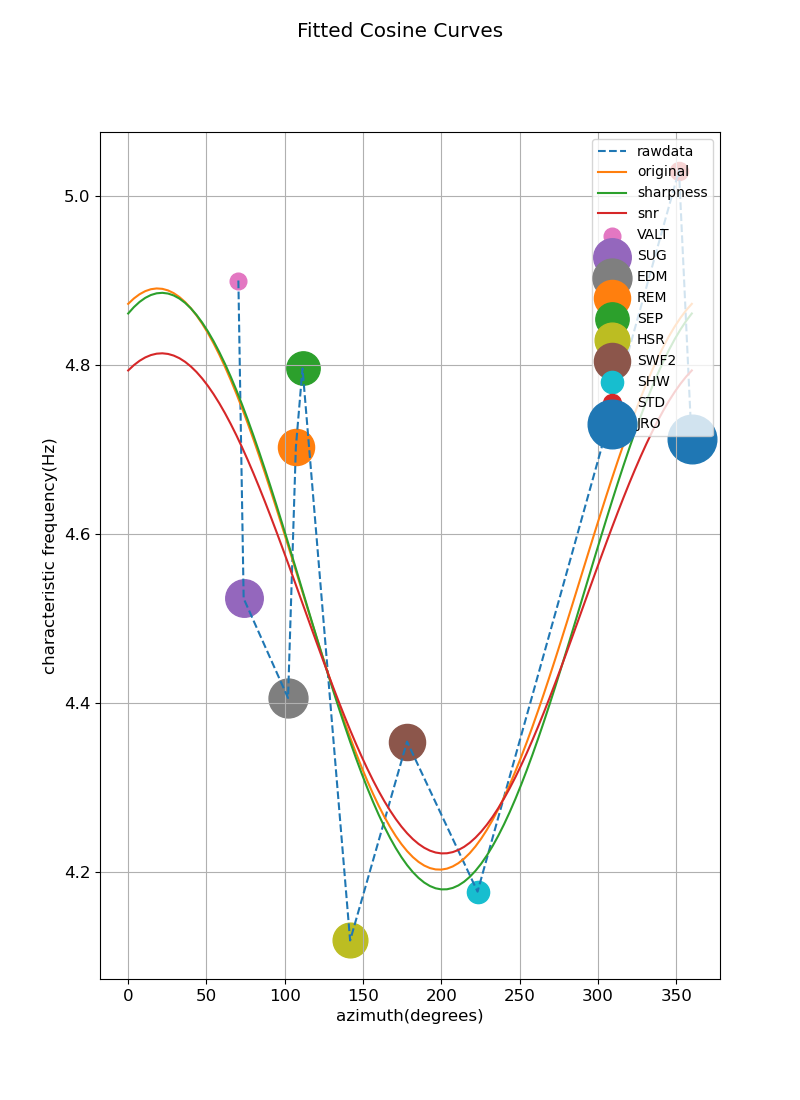 Fitted Cosine Curves
characteristic frequency(Hz)
5.0
4.8
4.6
4.4
4.2
rawdata
original
sharpness
snr
VALT
SUG
EDM
REM
SEP
HSR
SWF2
SHW
STD
JRO
0 50 100 150 200 250 300 350
azimuth(degrees)